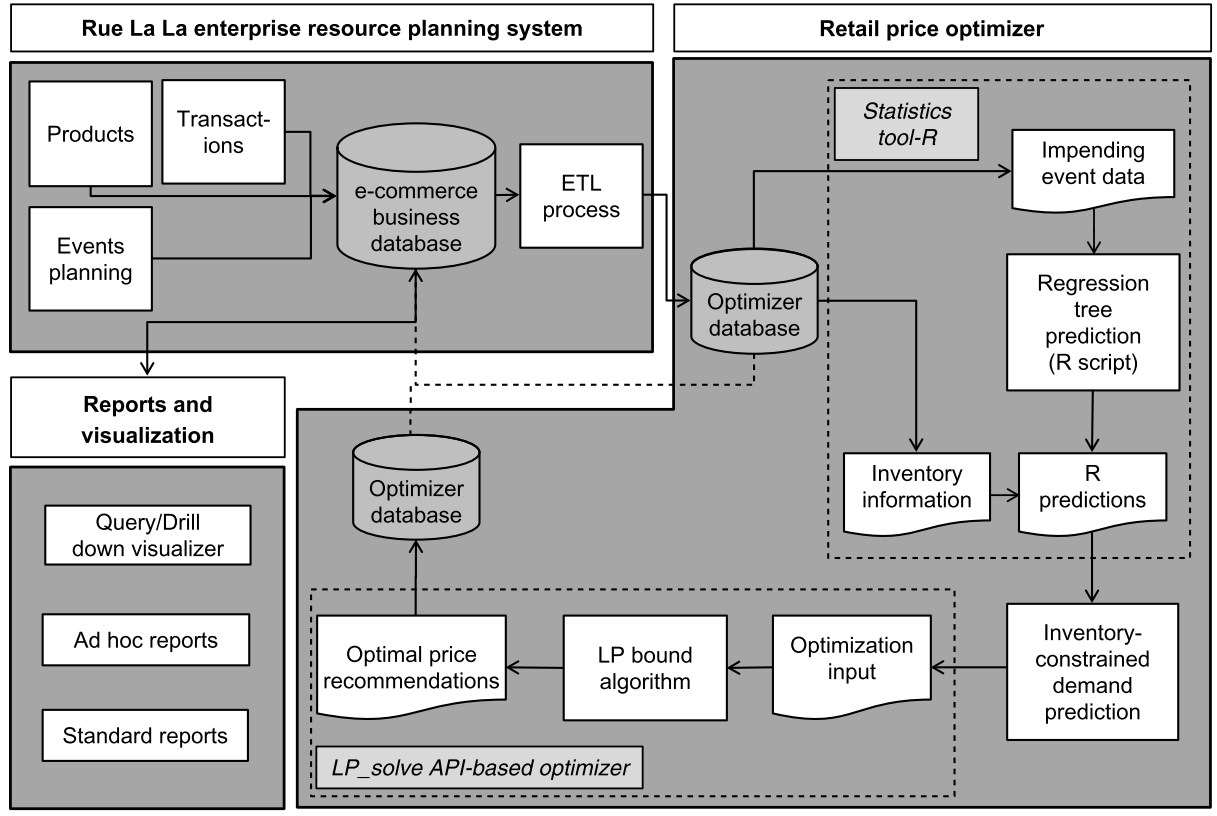 Rue La La enterprise resource planning system
Products
Transact-
ions
Events
planning
e-commerce
business
database
ETL
process
Reports and
visualization
Query/Drill
down visualizer
Ad hoc reports
Standard reports
Retail price optimizer
Statistics
tool-R
Impending
event data
Optimizer
database
Regression
tree
prediction
(R script)
Inventory
information
R
predictions
Optimizer
database
Optimal price
recommendations
LP bound
algorithm
Optimization
input
Inventory-
constrained
demand
prediction
LP_solve API-based optimizer